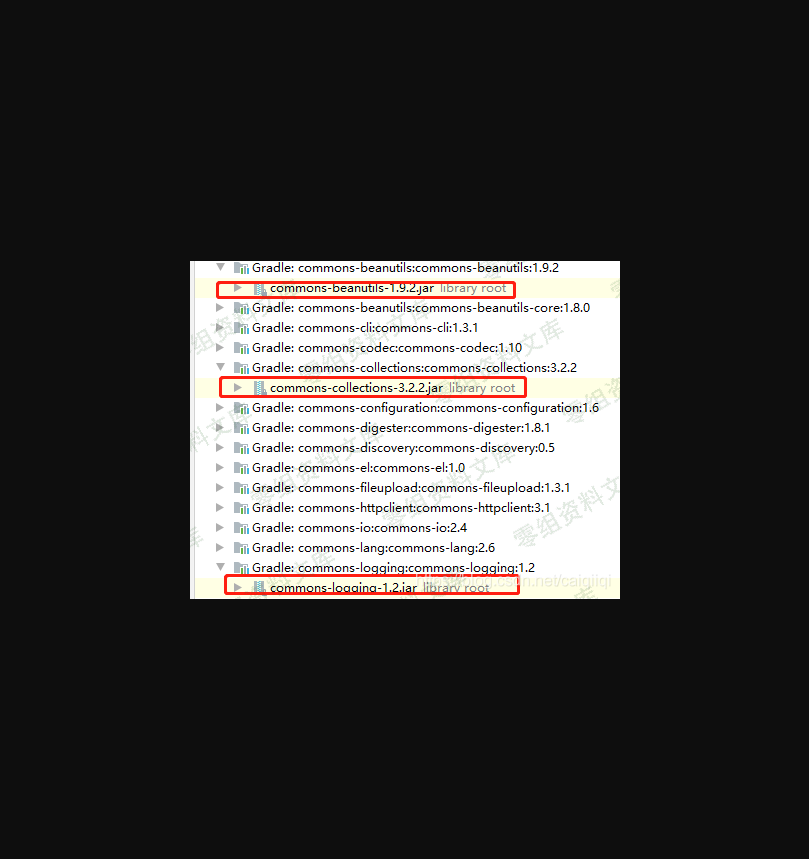 Gradle: commons-beanutils:commons-beanutils:1.9.2
commons-beanutils-1.9.2.jar library root
Gradle: commons-beanutils:commons-beanutils-core:1.8.0
Gradle: commons-cli:commons-cli:1.3.1
Gradle: commons-codec:commons-codec:1.10
Gradle: commons-collections:commons-collections:3.2.2
commons-collections-3.2.2.jar library root
Gradle: commons-configuration:commons-configuration:1.6
Gradle: commons-digester:commons-digester:1.8.1
Gradle: commons-discovery:commons-discovery:0.5
Gradle: commons-el:commons-el:1.0
Gradle: commons-fileupload:commons-fileupload:1.3.1
Gradle: commons-httpclient:commons-httpclient:3.1
Gradle: commons-io:commons-io:2.4
Gradle: commons-lang:commons-lang:2.6
Gradle: commons-logging:commons-logging:1.2
commons-logging-1.2.jar library root
零组资料文库